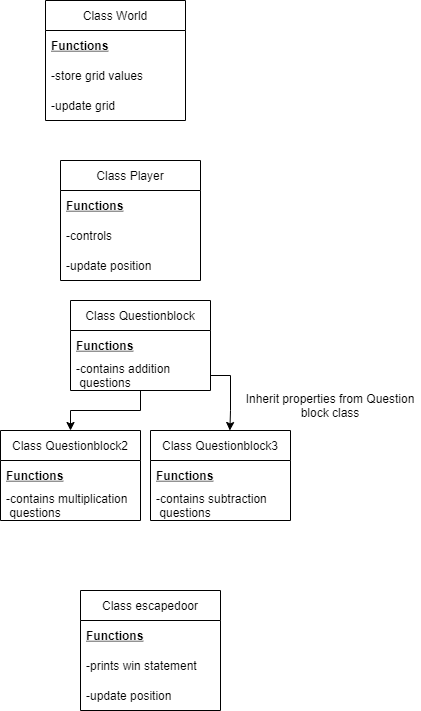 Class World
Functions
-store grid values
-update grid
Class Player
Functions
-controls
-update position
Class Questionblock
Functions
-contains addition
questions
Inherit properties from Question
block class
Class Questionblock2
Functions
-contains multiplication
questions
Class Questionblock3
Functions
-contains subtraction
questions
Class escapedoor
Functions
-prints win statement
-update position